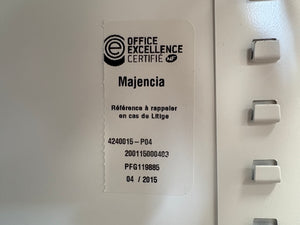 OFFICE
EXCELLENCE
CERTIFIÉ NF
Majencia
Référence à rappeler
en cas de Litige
4240015-P04
200115000403
PFG119885
04 / 2015